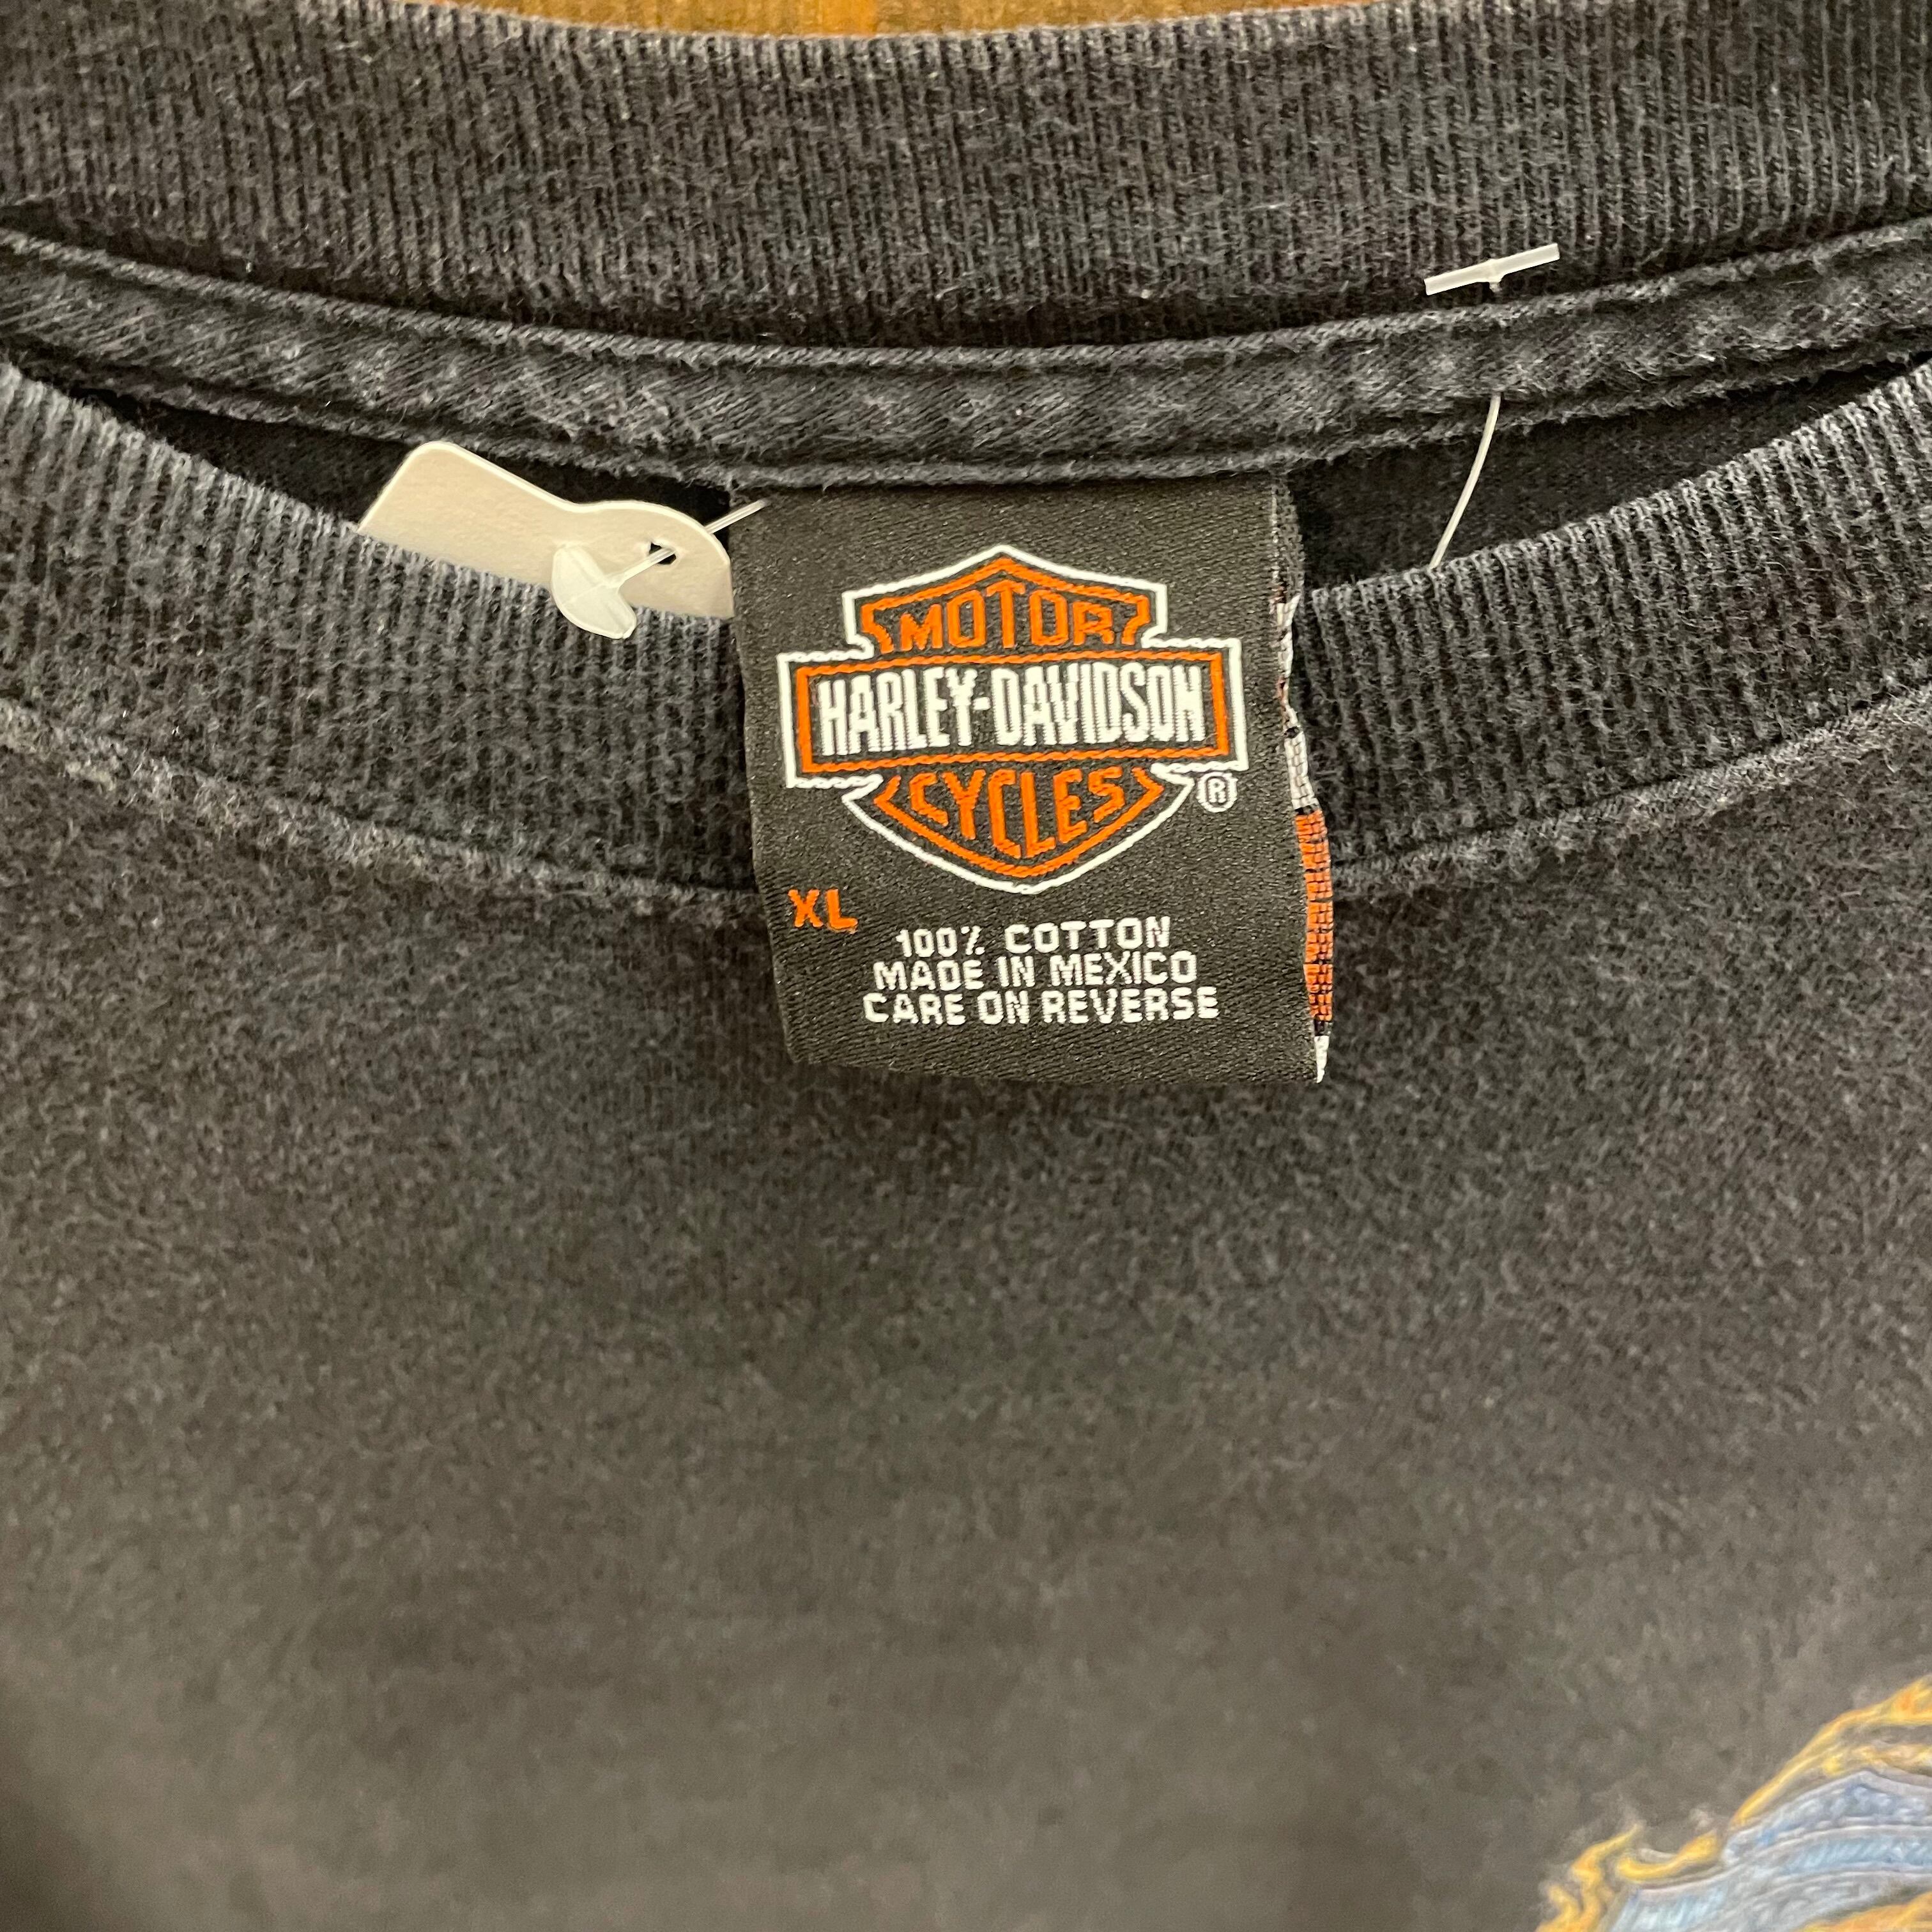 MOTOR
HARLEY-DAVIDSON
CYCLES
®
XL
100% COTTON
MADE IN MEXICO
CARE ON REVERSE